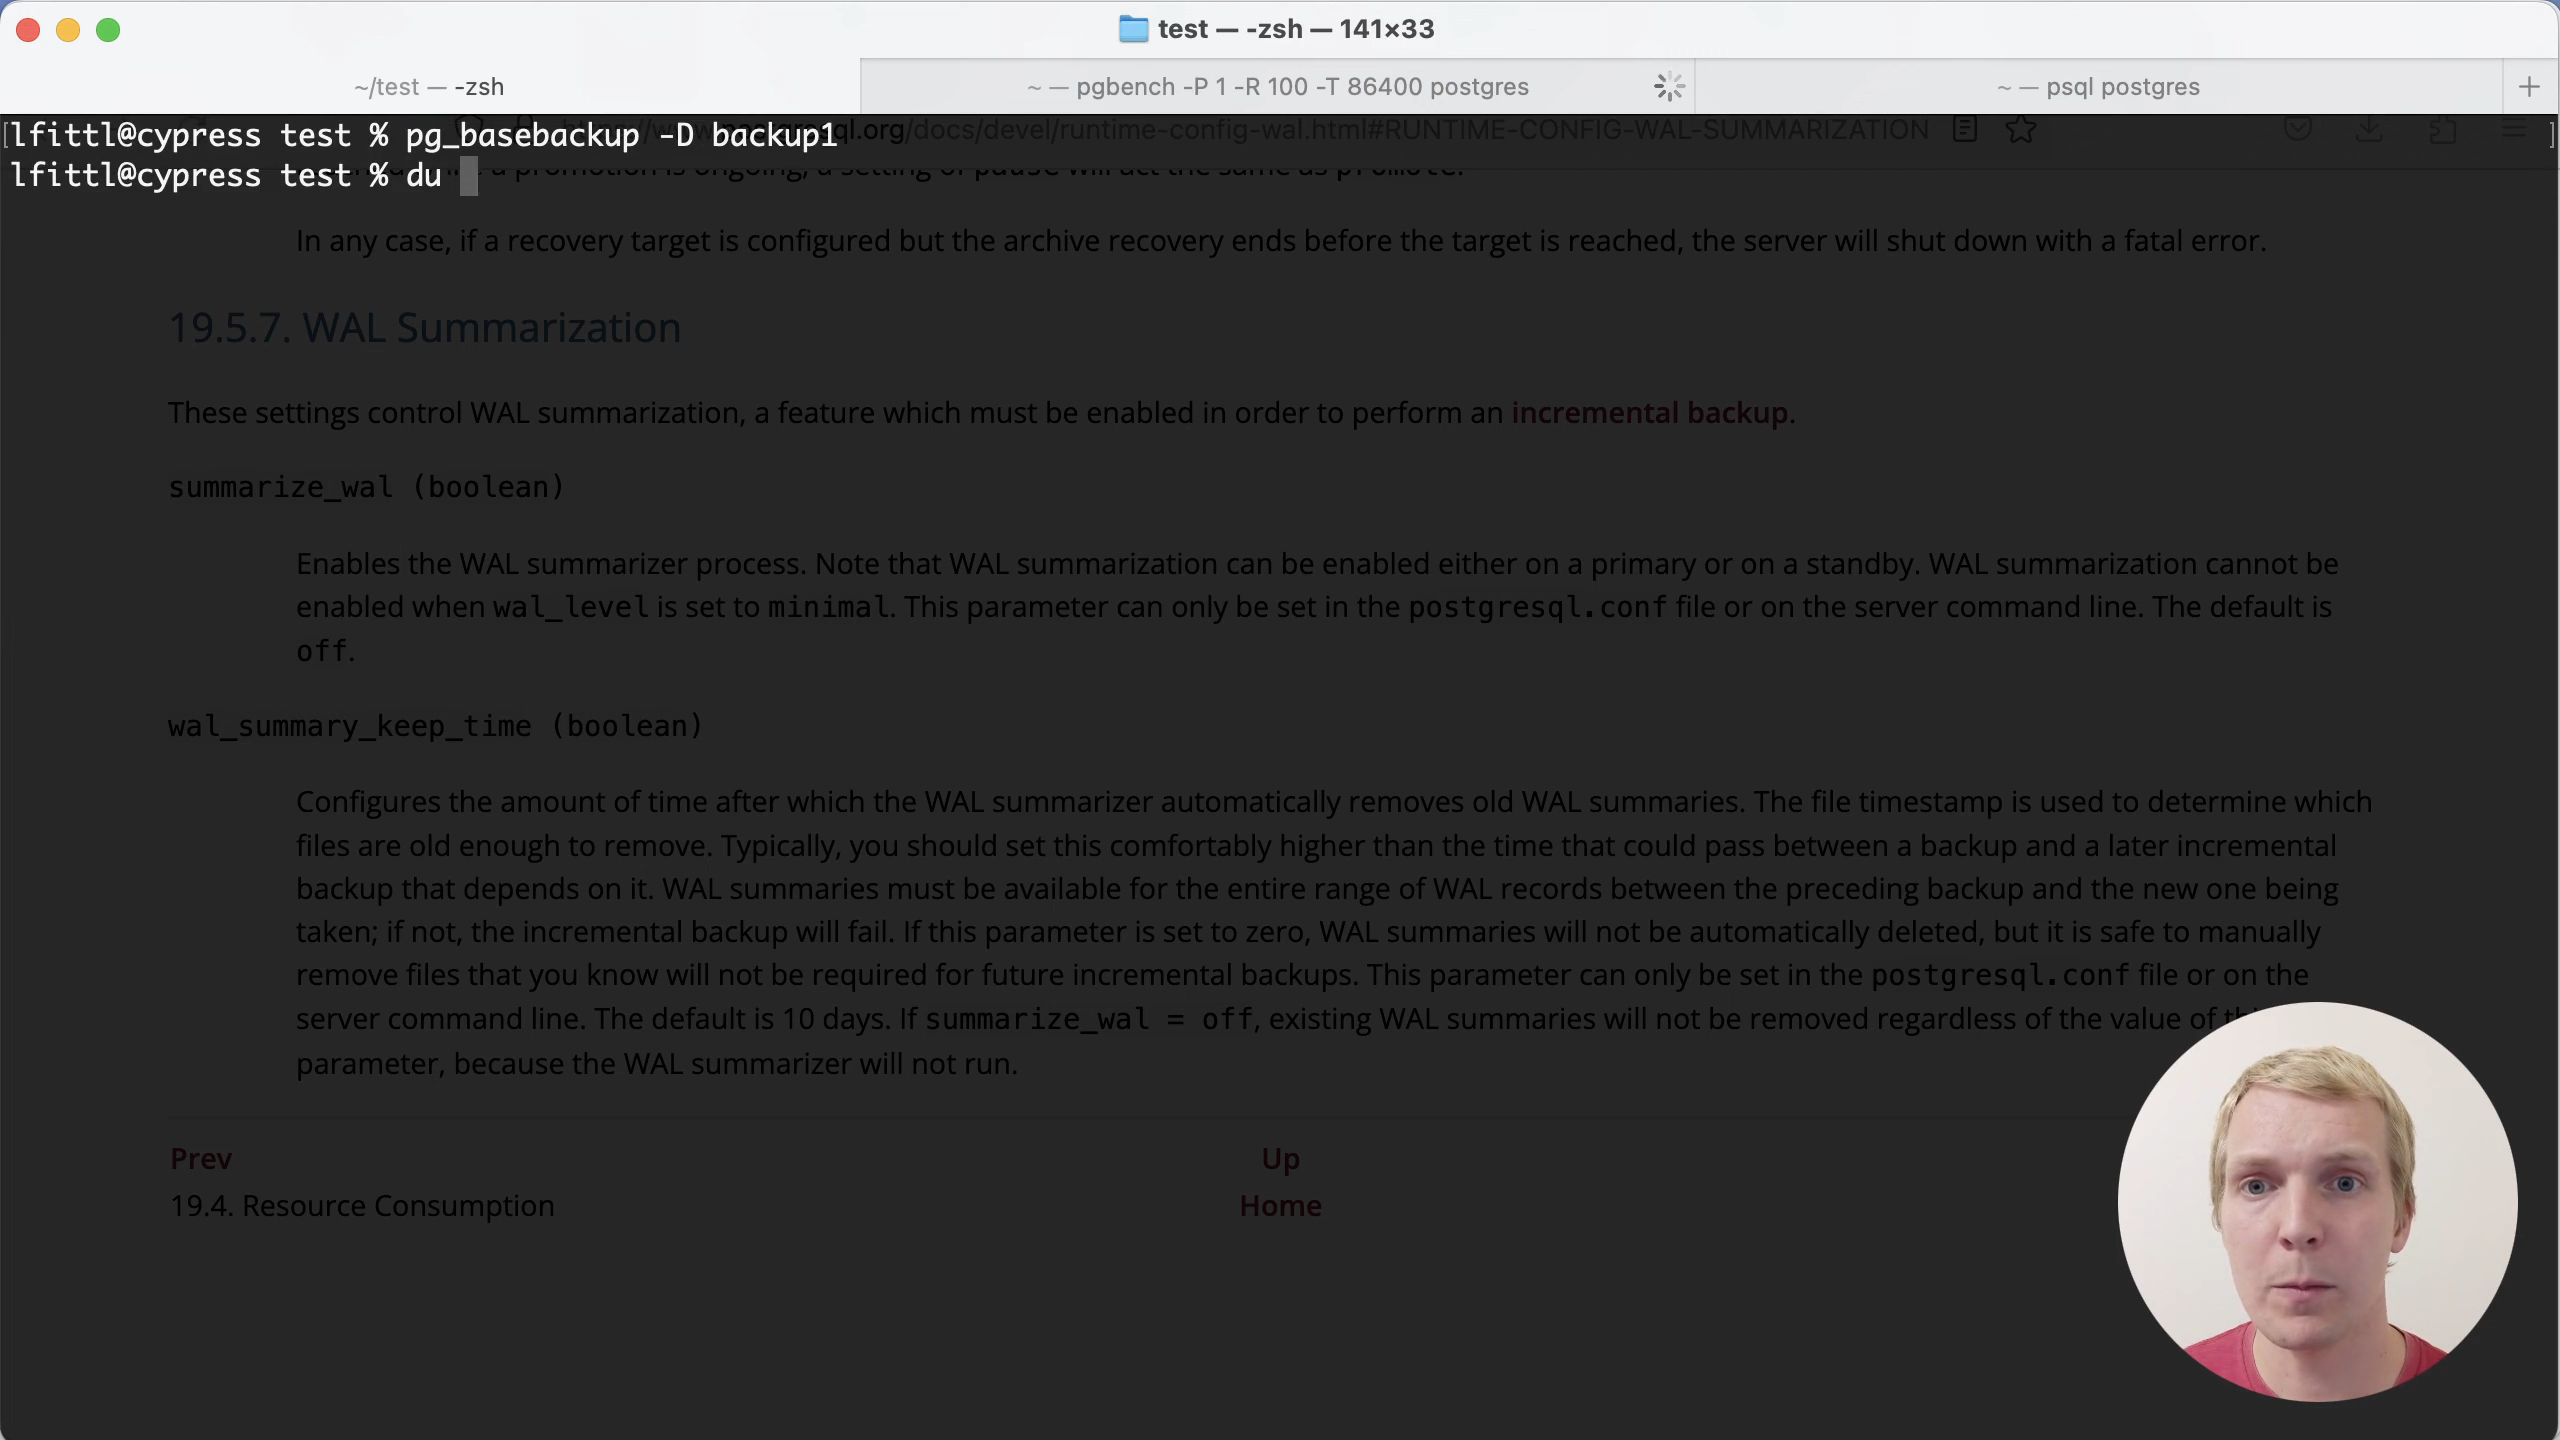 test — -zsh — 141×33
~/test — -zsh
~ — pgbench -P 1 -R 100 -T 86400 postgres
~ — psql postgres
lfittl@cypress test % pg_basebackup -D backup1
.org/docs/devel/runtime-config-wal.html#RUNTIME-CONFIG-WAL-SUMMARIZATION
lfittl@cypress test % du
a promotion is ongoing, a setting of pause will act the same as promote.
In any case, if a recovery target is configured but the archive recovery ends before the target is reached, the server will shut down with a fatal error.
19.5.7. WAL Summarization
These settings control WAL summarization, a feature which must be enabled in order to perform an incremental backup.
summarize_wal (boolean)
Enables the WAL summarizer process. Note that WAL summarization can be enabled either on a primary or on a standby. WAL summarization cannot be
enabled when wal_level is set to minimal. This parameter can only be set in the postgresql.conf file or on the server command line. The default is
off.
wal_summary_keep_time (boolean)
Configures the amount of time after which the WAL summarizer automatically removes old WAL summaries. The file timestamp is used to determine which
files are old enough to remove. Typically, you should set this comfortably higher than the time that could pass between a backup and a later incremental
backup that depends on it. WAL summaries must be available for the entire range of WAL records between the preceding backup and the new one being
taken; if not, the incremental backup will fail. If this parameter is set to zero, WAL summaries will not be automatically deleted, but it is safe to manually
remove files that you know will not be required for future incremental backups. This parameter can only be set in the postgresql.conf file or on the
server command line. The default is 10 days. If summarize_wal = off, existing WAL summaries will not be removed regardless of the value of
parameter, because the WAL summarizer will not run.
Prev
Up
19.4. Resource Consumption
Home